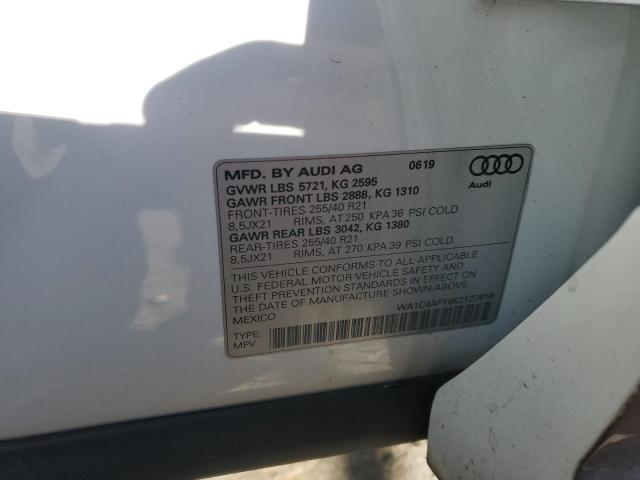 MFD. BY AUDI AG 0619
GVWR LBS 5721, KG 2595
GAWR FRONT LBS 2888, KG 1310
FRONT-TIRES 255/40 R21
8,5JX21 RIMS, AT 250 KPA 36 PSI COLD
GAWR REAR LBS 3042, KG 1380
REAR-TIRES 255/40 R21
8,5JX21 RIMS, AT 270 KPA 39 PSI COLD
Audi
THIS VEHICLE CONFORMS TO ALL APPLICABLE
FEDERAL MOTOR VEHICLE SAFETY, BUMPER, AND
THEFT PREVENTION STANDARDS IN EFFECT ON
THE DATE OF MANUFACTURE SHOWN ABOVE
MEXICO
WA1C4AFY6K2127616
TYPE:
MPV